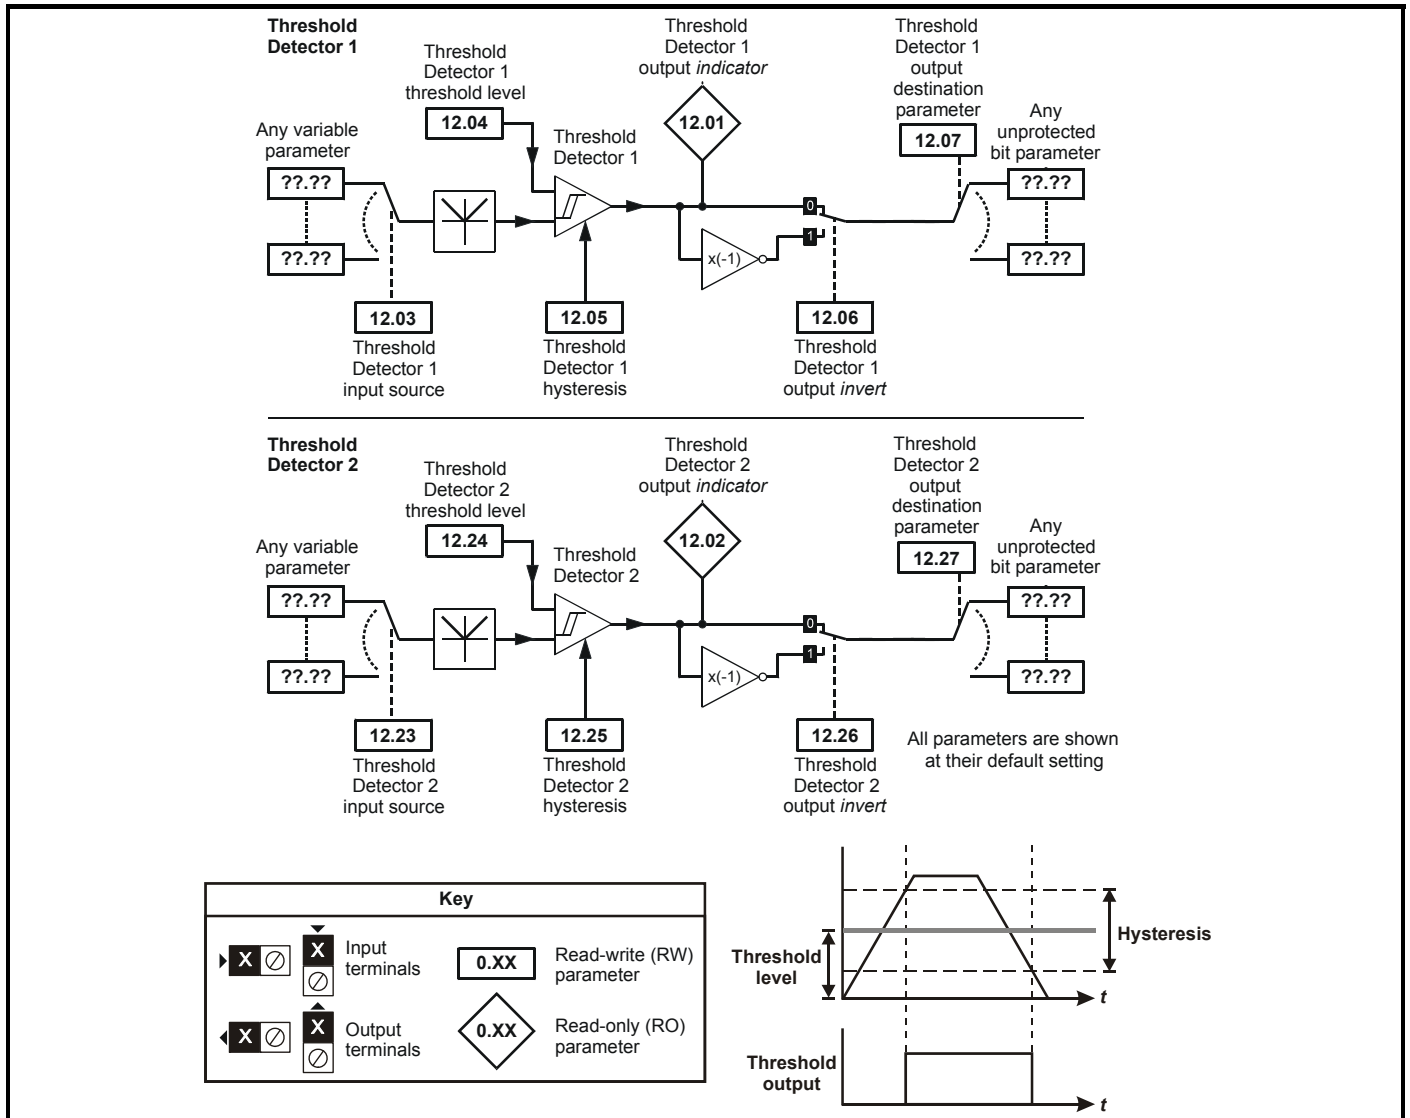 Threshold
Detector 1
Threshold
Detector 1
threshold level
12.04
Threshold
Detector 1
output indicator
12.01
Threshold
Detector 1
output
destination
parameter
12.07
Any variable
parameter
??.??
??.??
Threshold
Detector 1
Any
unprotected
bit parameter
??.??
??.??
0
1
x(-1)
12.03
Threshold
Detector 1
input source
12.05
Threshold
Detector 1
hysteresis
12.06
Threshold
Detector 1
output invert
Threshold
Detector 2
Threshold
Detector 2
threshold level
12.24
Threshold
Detector 2
output indicator
12.02
Threshold
Detector 2
output
destination
parameter
12.27
Any variable
parameter
??.??
??.??
Threshold
Detector 2
Any
unprotected
bit parameter
??.??
??.??
0
1
x(-1)
12.23
Threshold
Detector 2
input source
12.25
Threshold
Detector 2
hysteresis
12.26
Threshold
Detector 2
output invert
All parameters are shown
at their default setting
Key
X
X
Input
terminals
0.XX
Read-write (RW)
parameter
X
X
Output
terminals
0.XX
Read-only (RO)
parameter
Threshold
level
Hysteresis
t
Threshold
output
t